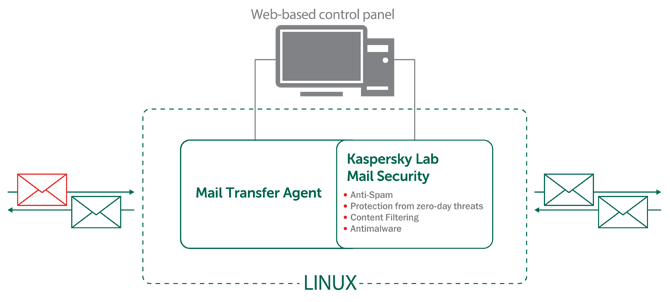 Web-based control panel
Mail Transfer Agent
Kaspersky Lab
Mail Security
• Anti-Spam
• Protection from zero-day threats
• Content Filtering
• Antimalware
LINUX